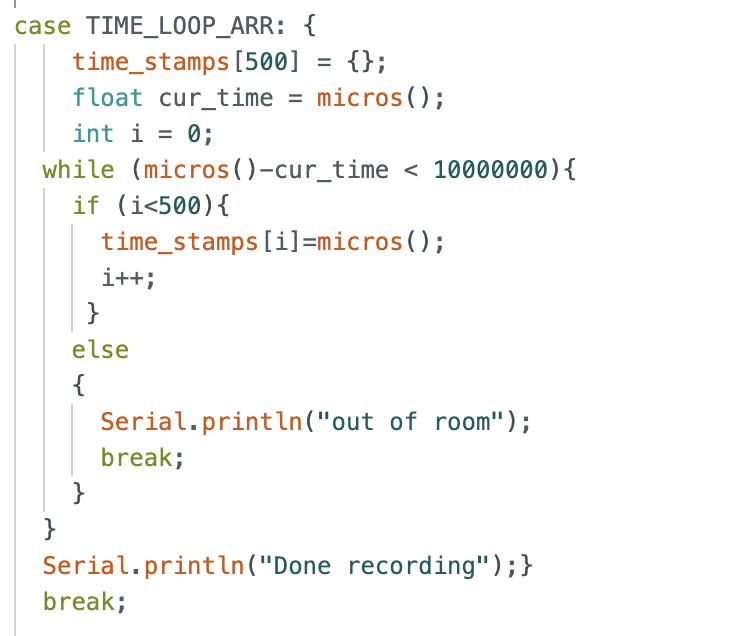 case TIME_LOOP_ARR: {
time_stamps[500] = {};
float cur_time = micros();
int i = 0;
while (micros()-cur_time < 10000000){
if (i<500){
time_stamps[i]=micros();
i++;
}
else
{
Serial.println("out of room");
break;
}
}
Serial.println("Done recording");}
break;